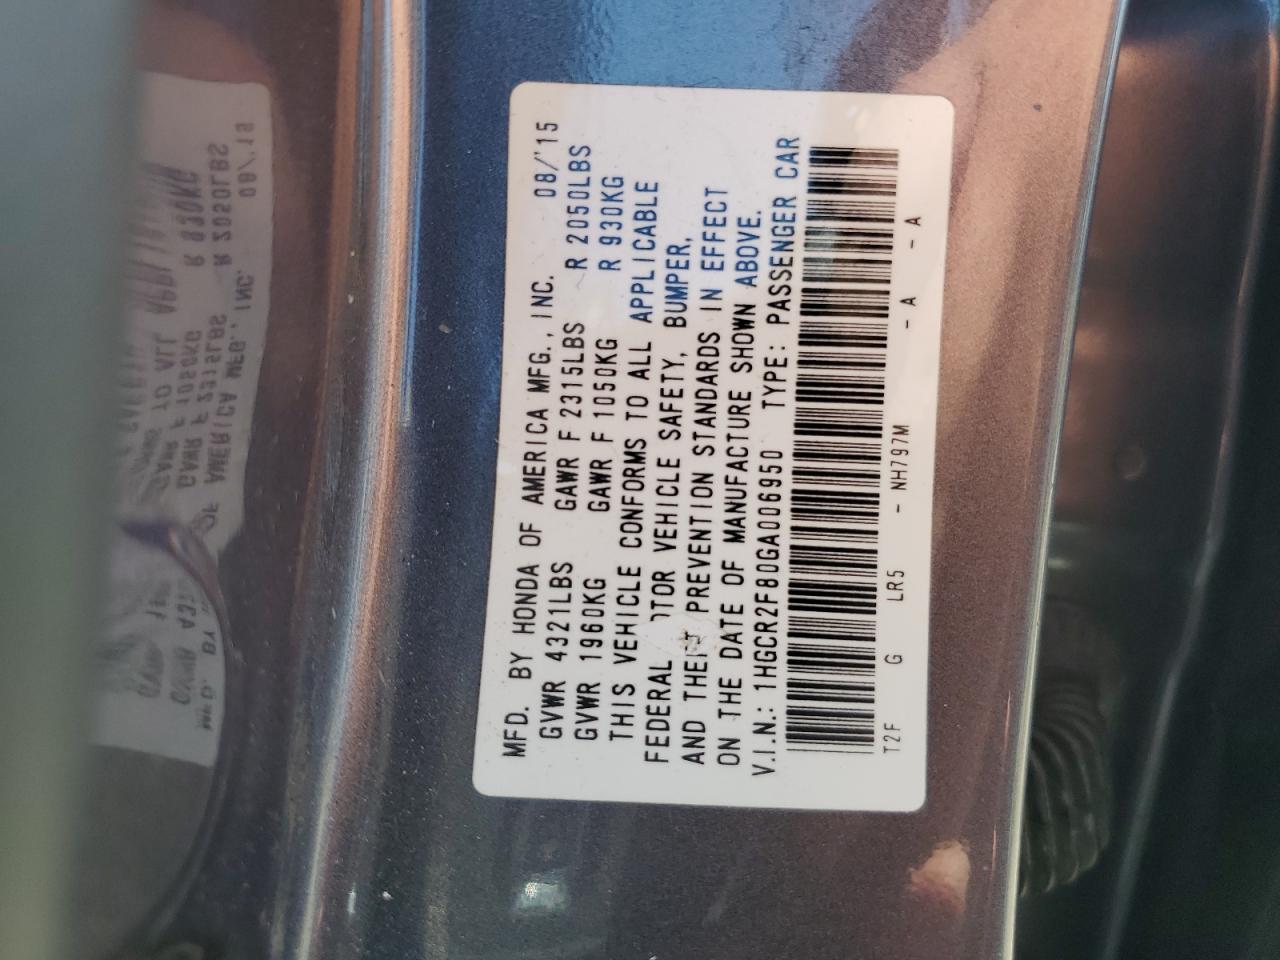 MFD. BY HONDA OF AMERICA MFG., INC. 08/'15
GVWR 4321LBS GAWR F 2315LBS R 2050LBS
GVWR 1960KG GAWR F 1050KG R 930KG
THIS VEHICLE CONFORMS TO ALL APPLICABLE
FEDERAL MOTOR VEHICLE SAFETY, BUMPER,
AND THEFT PREVENTION STANDARDS IN EFFECT
ON THE DATE OF MANUFACTURE SHOWN ABOVE.
V.I.N.: 1HGCR2F80GA006950 TYPE: PASSENGER CAR
T2F G LR5 - NH797M - A - A